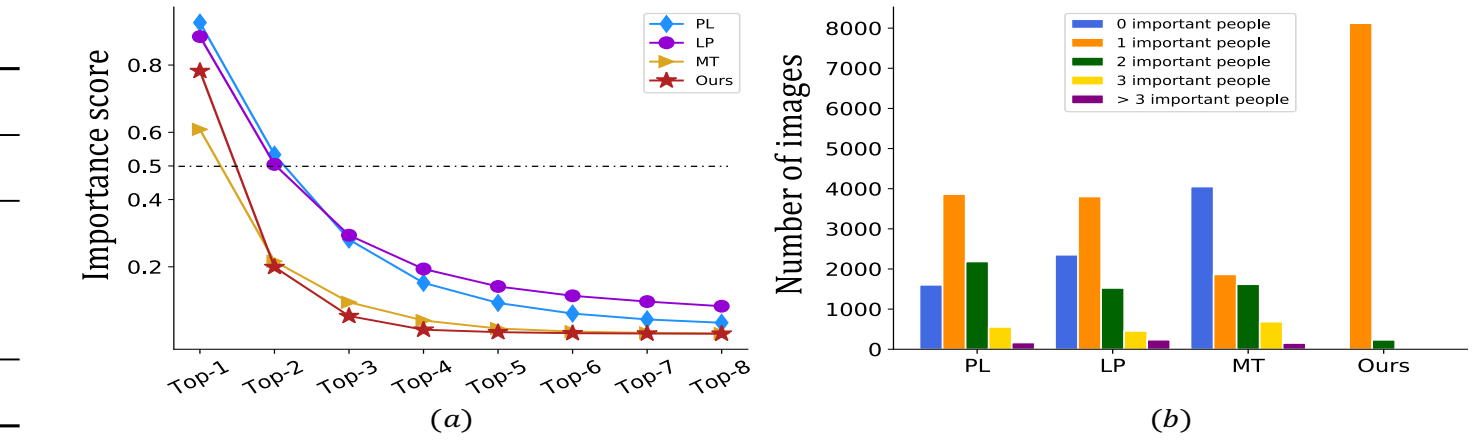 Importance score
0.8
0.6
0.5
0.4
0.2
PL
LP
MT
Ours
Top-1
Top-2
Top-3
Top-4
Top-5
Top-6
Top-7
Top-8
(a)
Number of images
8000
7000
6000
5000
4000
3000
2000
1000
0
0 important people
1 important people
2 important people
3 important people
> 3 important people
PL
LP
MT
Ours
(b)